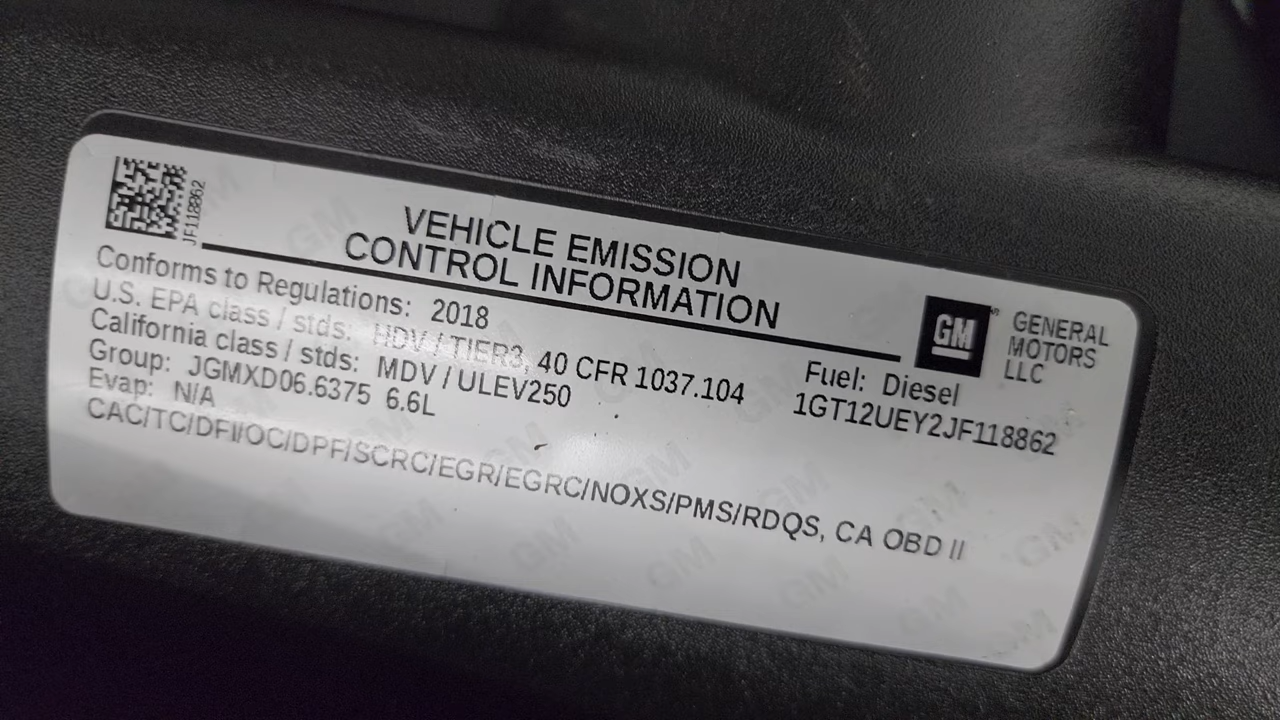 JF118862
VEHICLE EMISSION
CONTROL INFORMATION
GM
GENERAL
MOTORS
LLC
Conforms to Regulations: 2018
U.S. EPA class / stds: HDV / TIER3, 40 CFR 1037.104
Fuel: Diesel
California class / stds: MDV / ULEV250
1GT12UEY2JF118862
Group: JGMXD06.6375 6.6L
Evap: N/A
CAC/TC/DFI/OC/DPF/SCRC/EGR/EGRC/NOXS/PMS/RDQS, CA OBD II